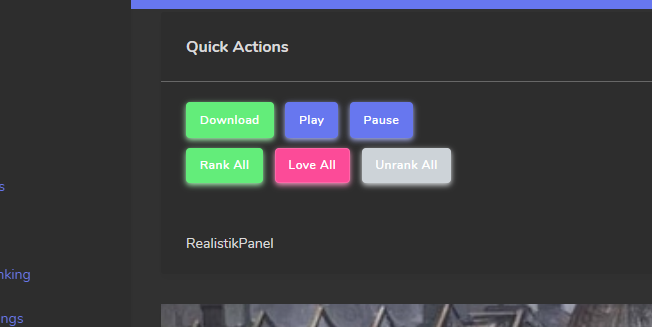 Quick Actions
Download Play Pause
Rank All Love All Unrank All
s
RealistikPanel
nking
ngs